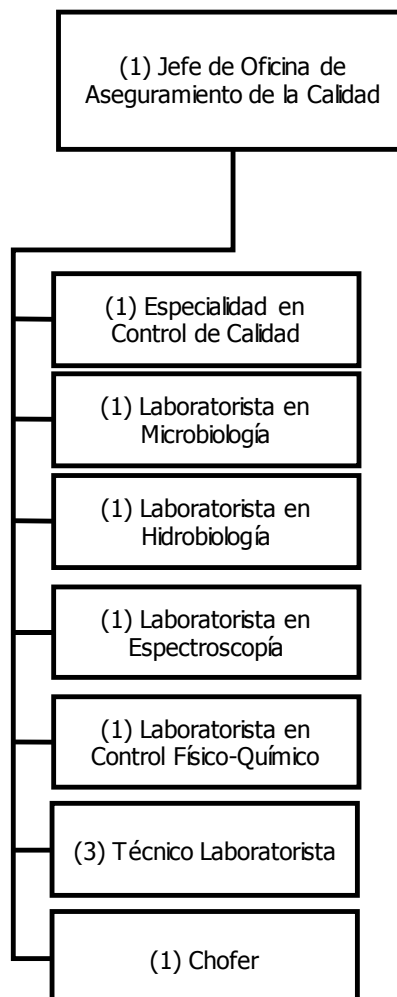 (1) Jefe de Oficina de
Aseguramiento de la Calidad
(1) Especialidad en
Control de Calidad
(1) Laboratorista en
Microbiología
(1) Laboratorista en
Hidrobiología
(1) Laboratorista en
Espectroscopía
(1) Laboratorista en
Control Físico-Químico
(3) Técnico Laboratorista
(1) Chofer